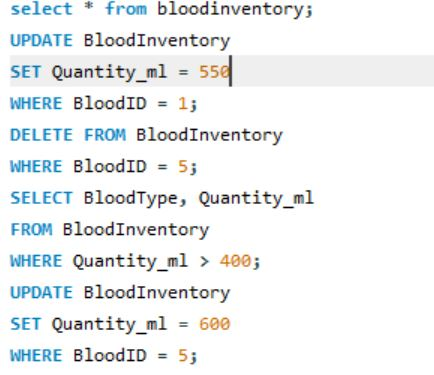 select * from bloodinventory;
UPDATE BloodInventory
SET Quantity_ml = 550
WHERE BloodID = 1;
DELETE FROM BloodInventory
WHERE BloodID = 5;
SELECT BloodType, Quantity_ml
FROM BloodInventory
WHERE Quantity_ml > 400;
UPDATE BloodInventory
SET Quantity_ml = 600
WHERE BloodID = 5;